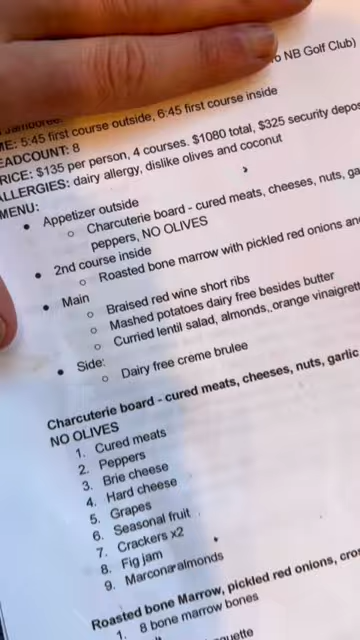 o NB Golf Club)
Jamboree:
ME: 5:45 first course outside, 6:45 first course inside
EADCOUNT: 8
RICE: $135 per person, 4 courses. $1080 total, $325 security depo
ALLERGIES: dairy allergy, dislike olives and coconut
MENU:
• Appetizer outside
o Charcuterie board - cured meats, cheeses, nuts, ga
peppers, NO OLIVES
• 2nd course inside
o Roasted bone marrow with pickled red onions an
• Main
o Braised red wine short ribs
o Mashed potatoes dairy free besides butter
o Curried lentil salad, almonds, orange vinaigrett
• Side:
o Dairy free creme brulee
Charcuterie board - cured meats, cheeses, nuts, garlic
NO OLIVES
1. Cured meats
2. Peppers
3. Brie cheese
4. Hard cheese
5. Grapes
6. Seasonal fruit
7. Crackers x2
8. Fig jam
9. Marcona almonds
Roasted bone Marrow, pickled red onions, cro
1. 8 bone marrow bones
guette